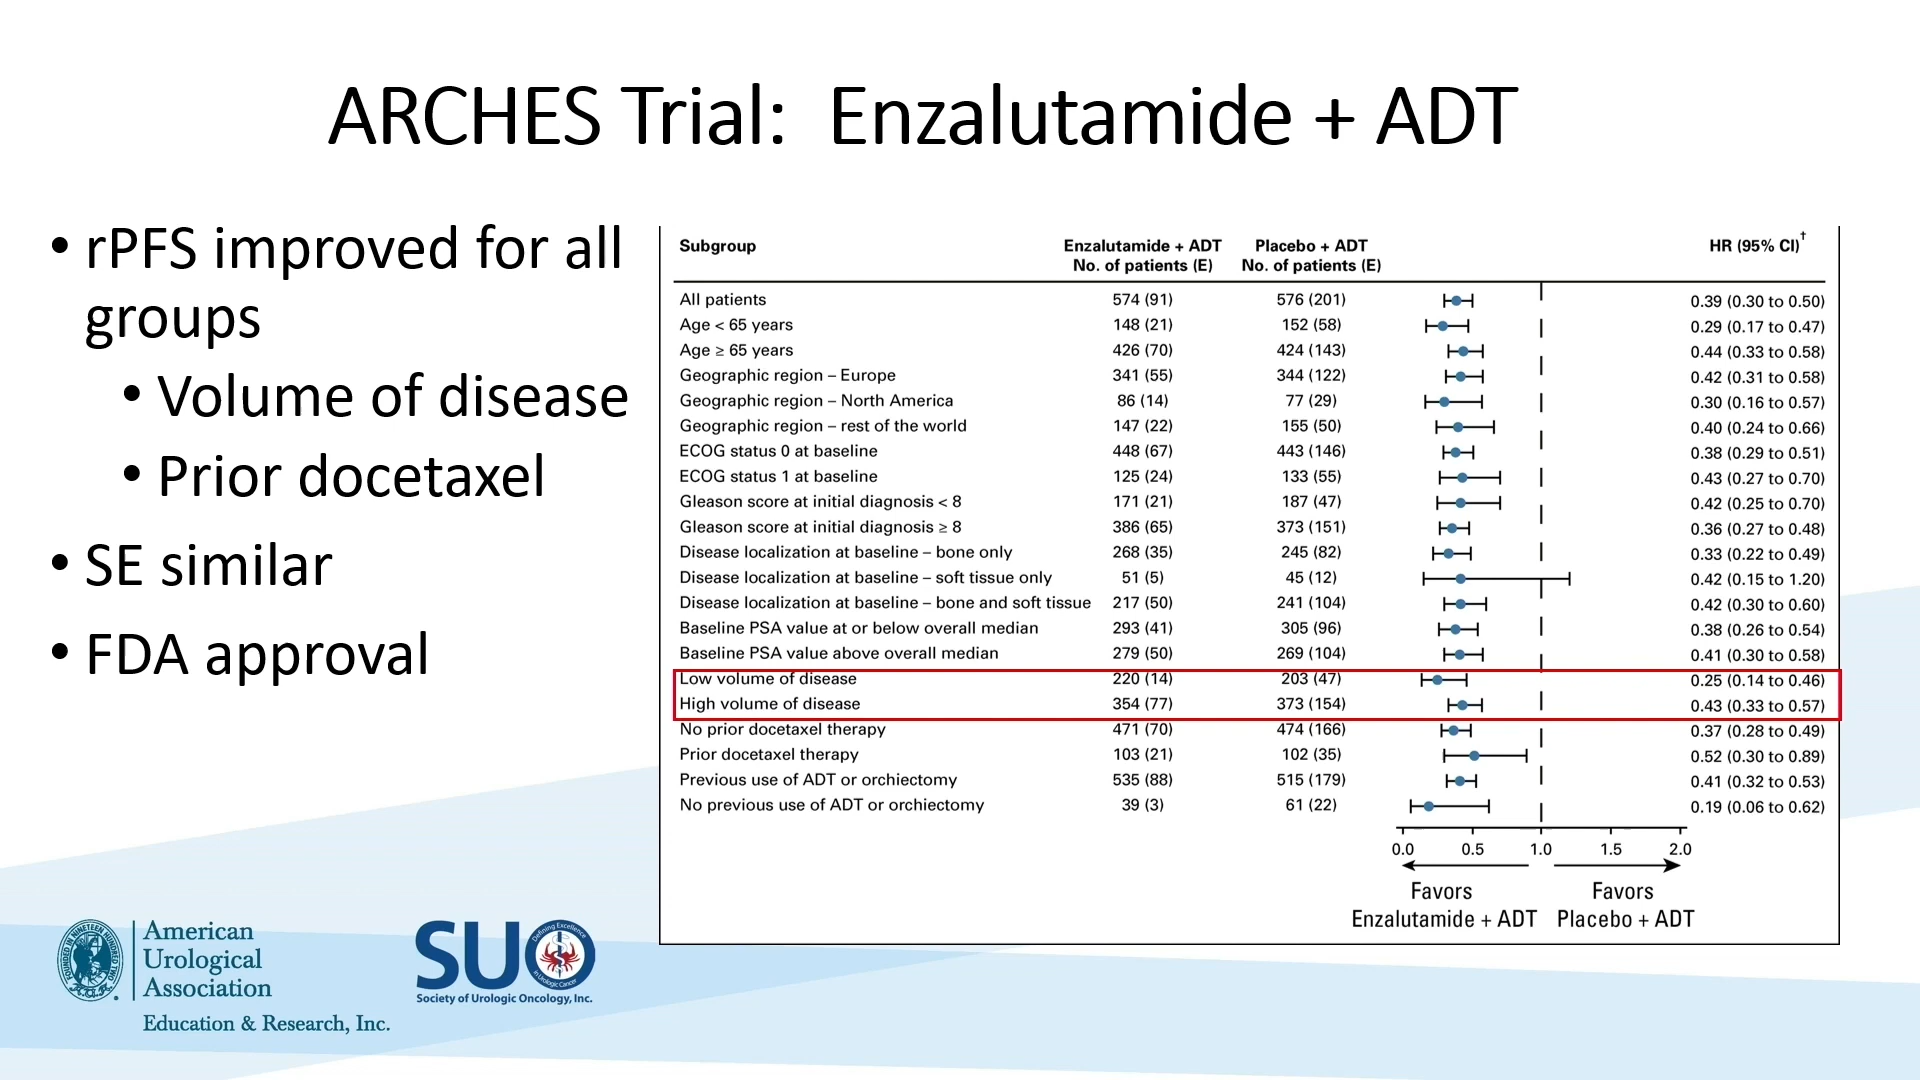 ARCHES Trial:  Enzalutamide + ADT
• rPFS improved for all
groups
• Volume of disease
• Prior docetaxel
• SE similar
• FDA approval
Subgroup Enzalutamide + ADT Placebo + ADT HR (95% CI)†
No. of patients (E) No. of patients (E)
All patients 574 (91) 576 (201) 0.39 (0.30 to 0.50)
Age < 65 years 148 (21) 152 (58) 0.29 (0.17 to 0.47)
Age ≥ 65 years 426 (70) 424 (143) 0.44 (0.33 to 0.58)
Geographic region – Europe 341 (55) 344 (122) 0.42 (0.31 to 0.58)
Geographic region – North America 86 (14) 77 (29) 0.30 (0.16 to 0.57)
Geographic region – rest of the world 147 (22) 155 (50) 0.40 (0.24 to 0.66)
ECOG status 0 at baseline 448 (67) 443 (146) 0.38 (0.29 to 0.51)
ECOG status 1 at baseline 125 (24) 133 (55) 0.43 (0.27 to 0.70)
Gleason score at initial diagnosis < 8 171 (21) 187 (47) 0.42 (0.25 to 0.70)
Gleason score at initial diagnosis ≥ 8 386 (65) 373 (151) 0.36 (0.27 to 0.48)
Disease localization at baseline – bone only 268 (35) 245 (82) 0.33 (0.22 to 0.49)
Disease localization at baseline – soft tissue only 51 (5) 45 (12) 0.42 (0.15 to 1.20)
Disease localization at baseline – bone and soft tissue 217 (50) 241 (104) 0.42 (0.30 to 0.60)
Baseline PSA value at or below overall median 293 (41) 305 (96) 0.38 (0.26 to 0.54)
Baseline PSA value above overall median 279 (50) 269 (104) 0.41 (0.30 to 0.58)
Low volume of disease 220 (14) 203 (47) 0.25 (0.14 to 0.46)
High volume of disease 354 (77) 373 (154) 0.43 (0.33 to 0.57)
No prior docetaxel therapy 471 (70) 474 (166) 0.37 (0.28 to 0.49)
Prior docetaxel therapy 103 (21) 102 (35) 0.52 (0.30 to 0.89)
Previous use of ADT or orchiectomy 535 (88) 515 (179) 0.41 (0.32 to 0.53)
No previous use of ADT or orchiectomy 39 (3) 61 (22) 0.19 (0.06 to 0.62)
0.0 0.5 1.0 1.5 2.0
Favors Favors
Enzalutamide + ADT Placebo + ADT
American
Urological
Association
Education & Research, Inc.
SUO
Defining Excellence
in Urologic Cancer
Society of Urologic Oncology, Inc.